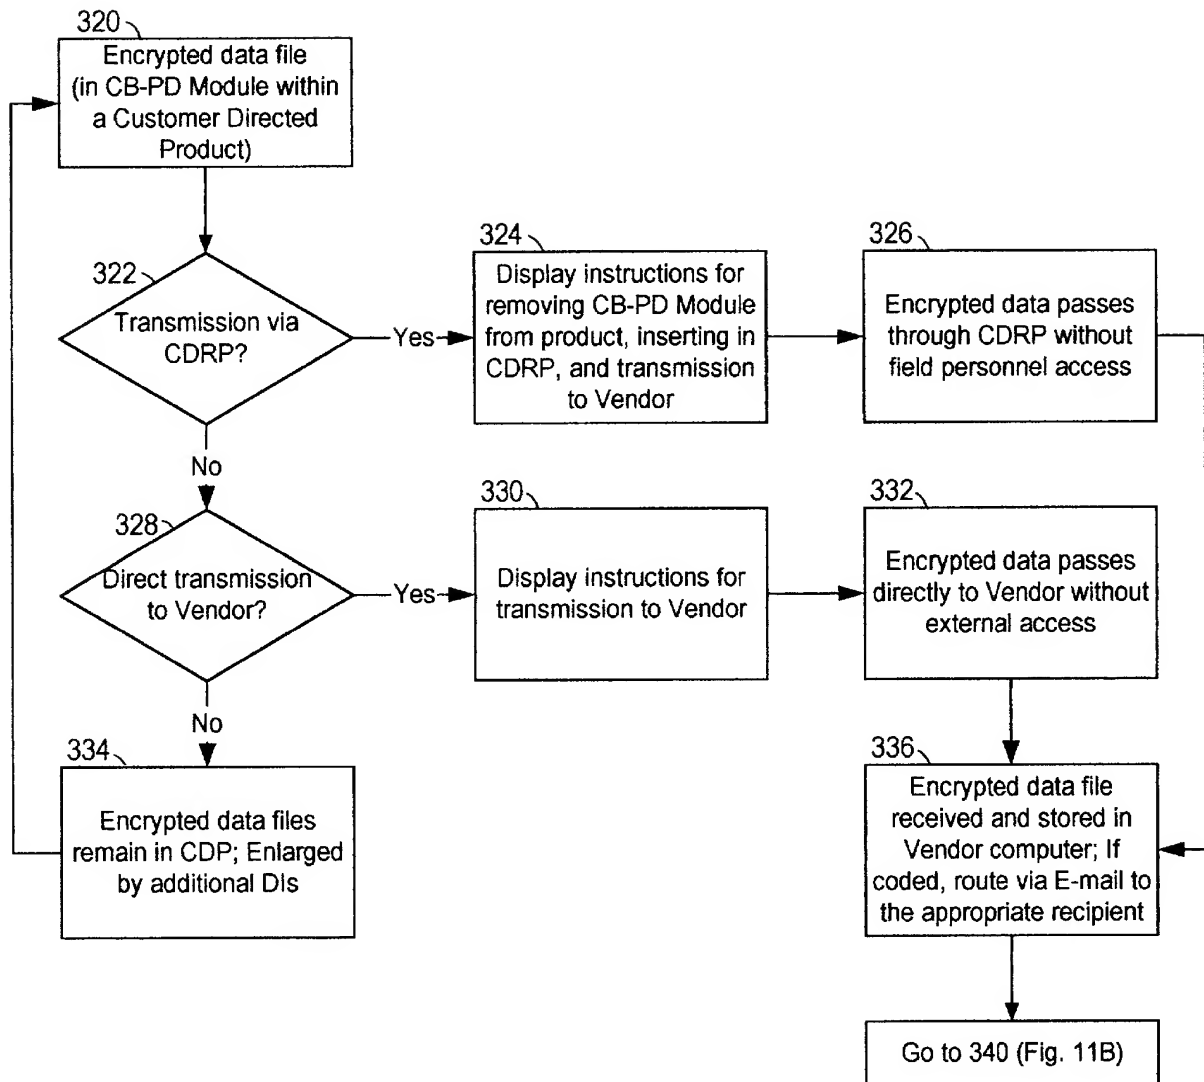 320
Encrypted data file
(in CB-PD Module within
a Customer Directed
Product)
322
Transmission via
CDRP?
Yes
324
Display instructions for
removing CB-PD Module
from product, inserting in
CDRP, and transmission
to Vendor
326
Encrypted data passes
through CDRP without
field personnel access
No
328
Direct transmission
to Vendor?
Yes
330
Display instructions for
transmission to Vendor
332
Encrypted data passes
directly to Vendor without
external access
No
334
Encrypted data files
remain in CDP; Enlarged
by additional DIs
336
Encrypted data file
received and stored in
Vendor computer; If
coded, route via E-mail to
the appropriate recipient
Go to 340 (Fig. 11B)